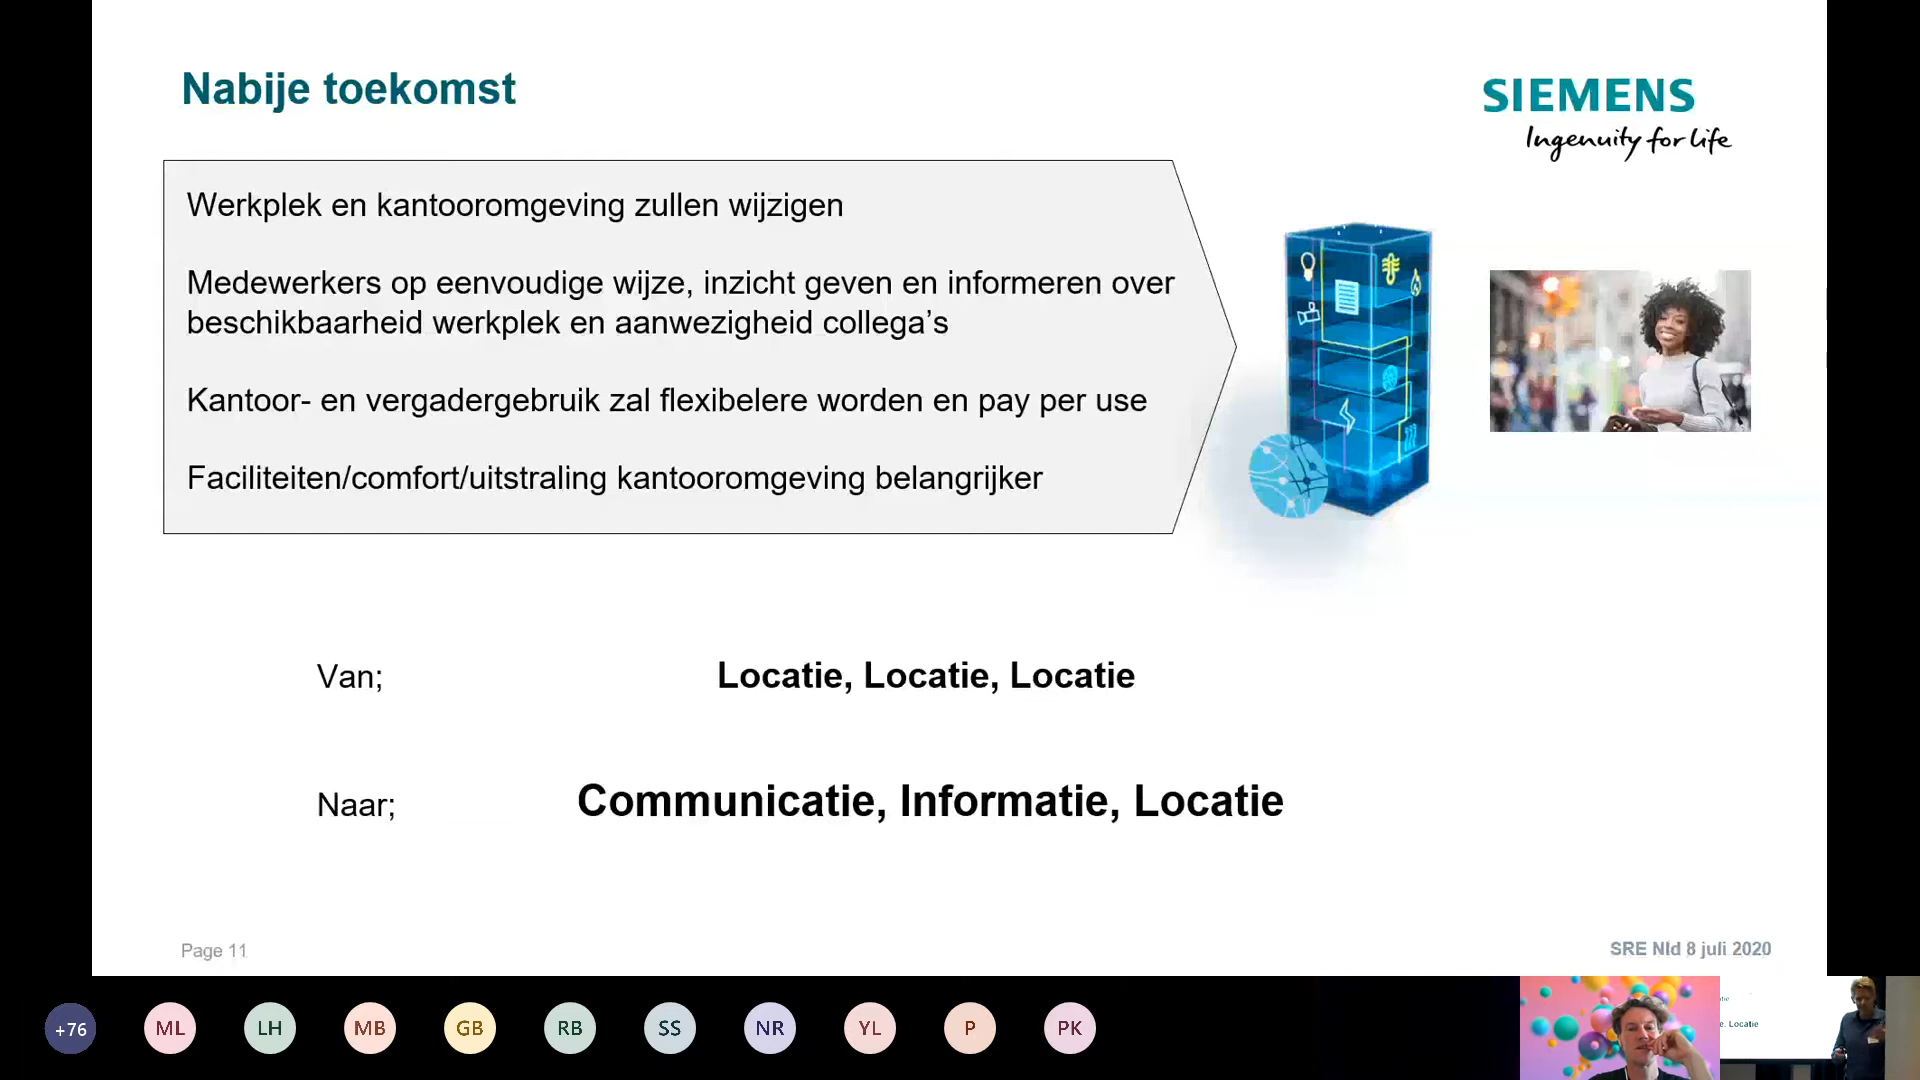 Nabije toekomst
SIEMENS
Ingenuity for life
Werkplek en kantooromgeving zullen wijzigen
Medewerkers op eenvoudige wijze, inzicht geven en informeren over
beschikbaarheid werkplek en aanwezigheid collega’s
Kantoor- en vergadergebruik zal flexibelere worden en pay per use
Faciliteiten/comfort/uitstraling kantooromgeving belangrijker
Van;
Locatie, Locatie, Locatie
Naar;
Communicatie, Informatie, Locatie
Page 11
SRE Nld 8 juli 2020
+76
ML
LH
MB
GB
RB
SS
NR
YL
P
PK
Locatie